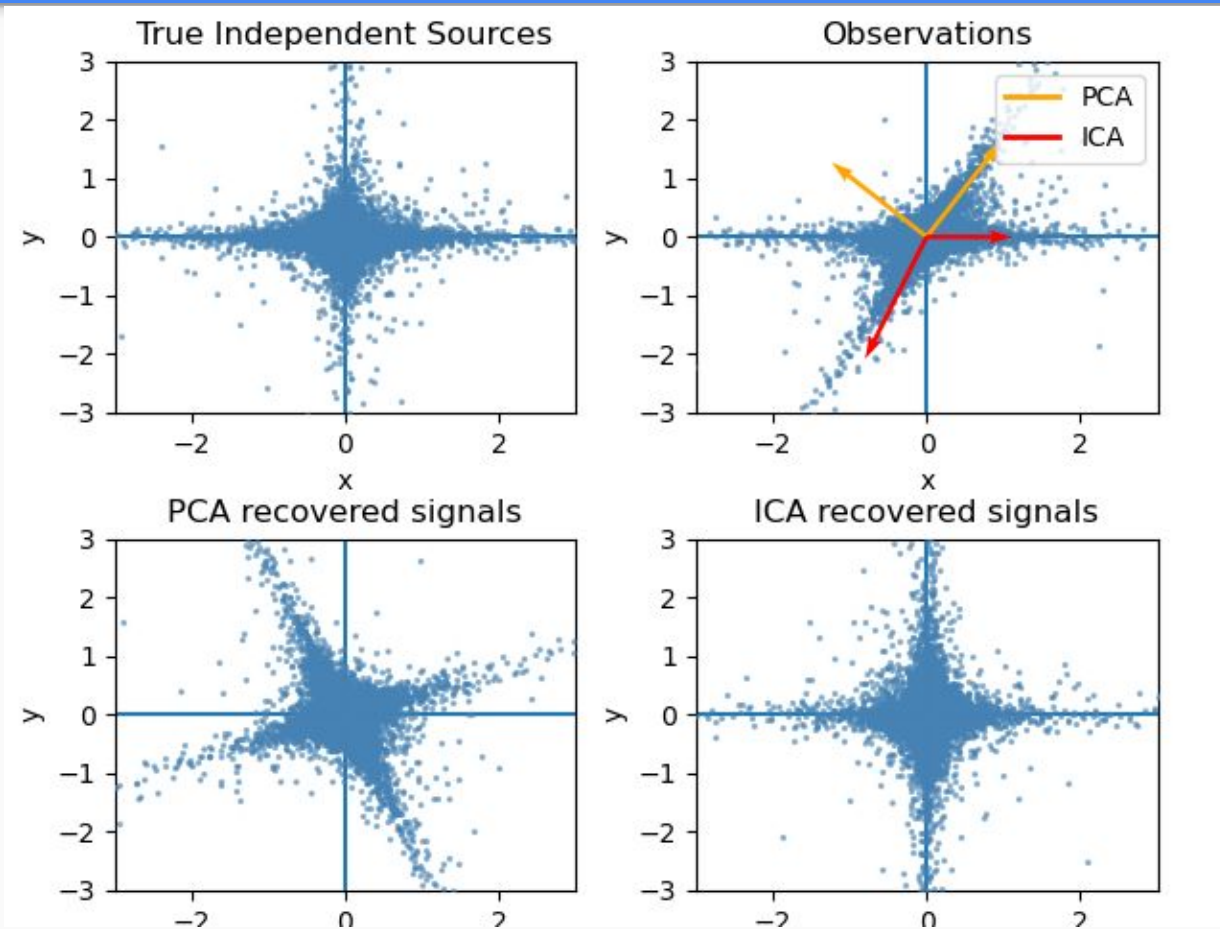 True Independent Sources
3
2
1
0
−1
−2
−3
y
−2 0 2
x
Observations
PCA
ICA
3
2
1
0
−1
−2
−3
y
−2 0 2
x
PCA recovered signals
3
2
1
0
−1
−2
−3
y
−2 0 2
ICA recovered signals
3
2
1
0
−1
−2
−3
y
−2 0 2